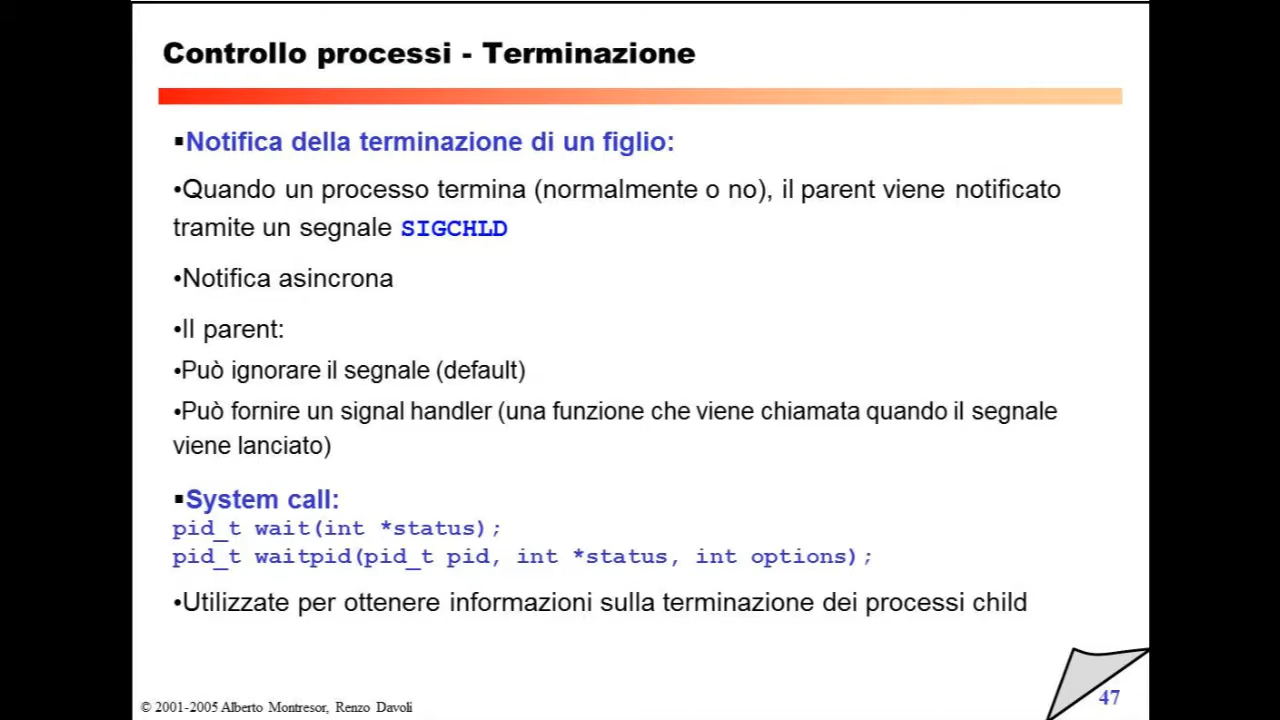 Controllo processi - Terminazione
▪Notifica della terminazione di un figlio:
•Quando un processo termina (normalmente o no), il parent viene notificato
tramite un segnale SIGCHLD
•Notifica asincrona
•Il parent:
•Può ignorare il segnale (default)
•Può fornire un signal handler (una funzione che viene chiamata quando il segnale
viene lanciato)
▪System call:
pid_t wait(int *status);
pid_t waitpid(pid_t pid, int *status, int options);
•Utilizzate per ottenere informazioni sulla terminazione dei processi child
© 2001-2005 Alberto Montresor, Renzo Davoli
47